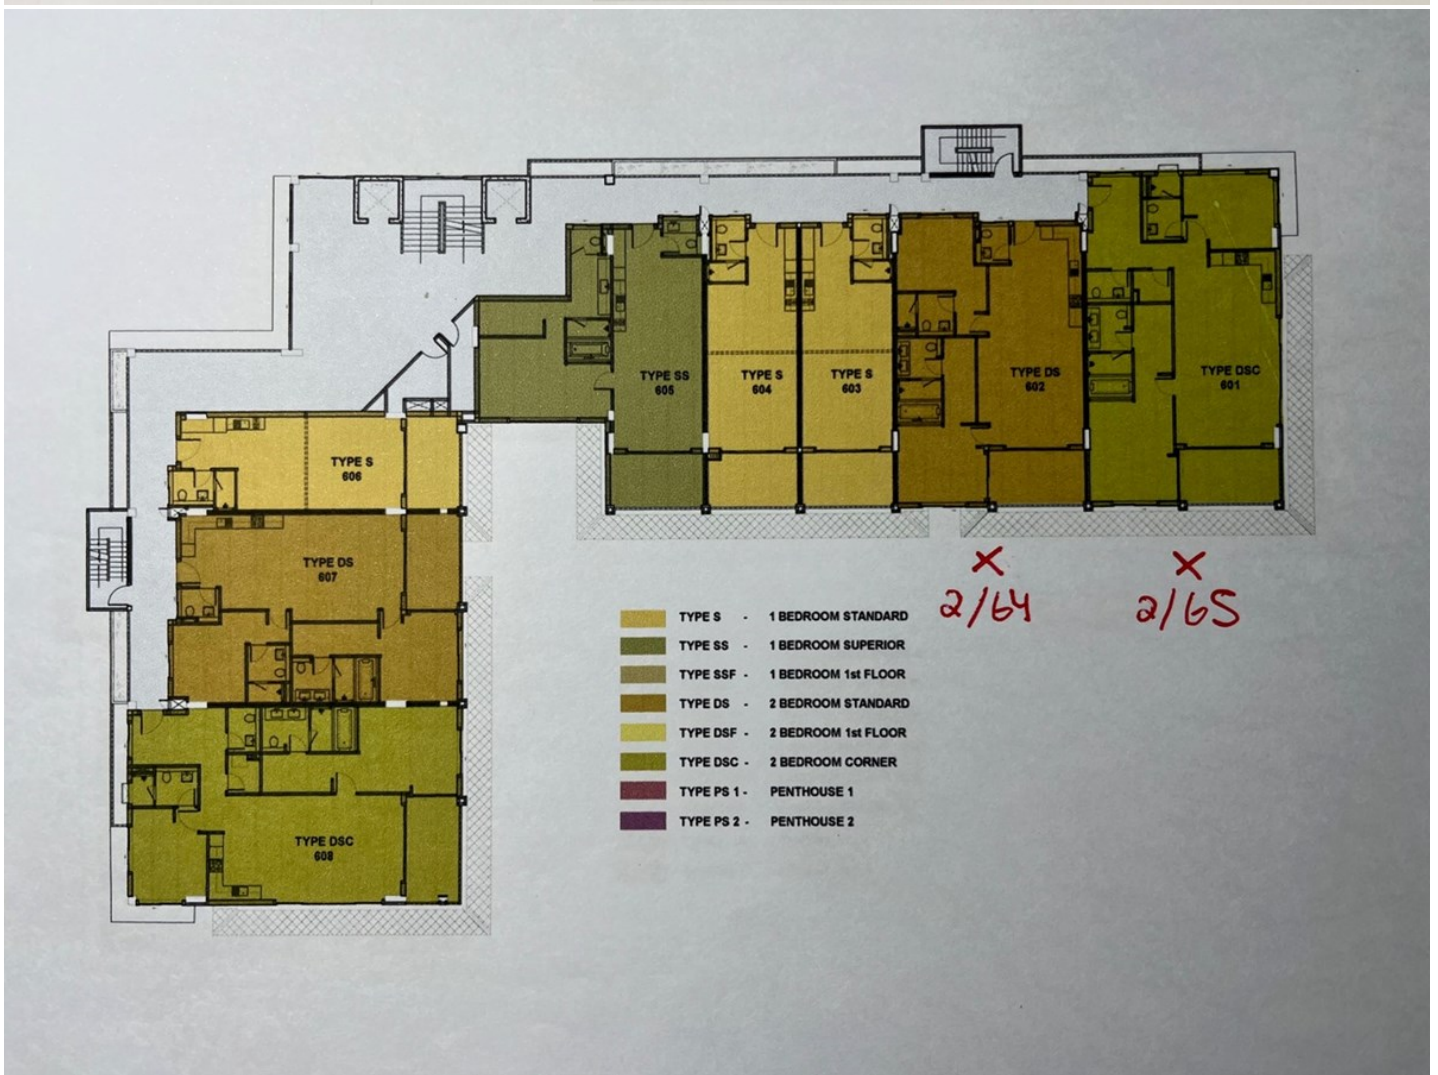 TYPE DSC
601
TYPE DS
602
TYPE S
603
TYPE S
604
TYPE SS
605
TYPE S
606
TYPE DS
607
TYPE DSC
608
X X
2/64 2/65
TYPE S - 1 BEDROOM STANDARD
TYPE SS - 1 BEDROOM SUPERIOR
TYPE SSF - 1 BEDROOM 1st FLOOR
TYPE DS - 2 BEDROOM STANDARD
TYPE DSF - 2 BEDROOM 1st FLOOR
TYPE DSC - 2 BEDROOM CORNER
TYPE PS 1 - PENTHOUSE 1
TYPE PS 2 - PENTHOUSE 2